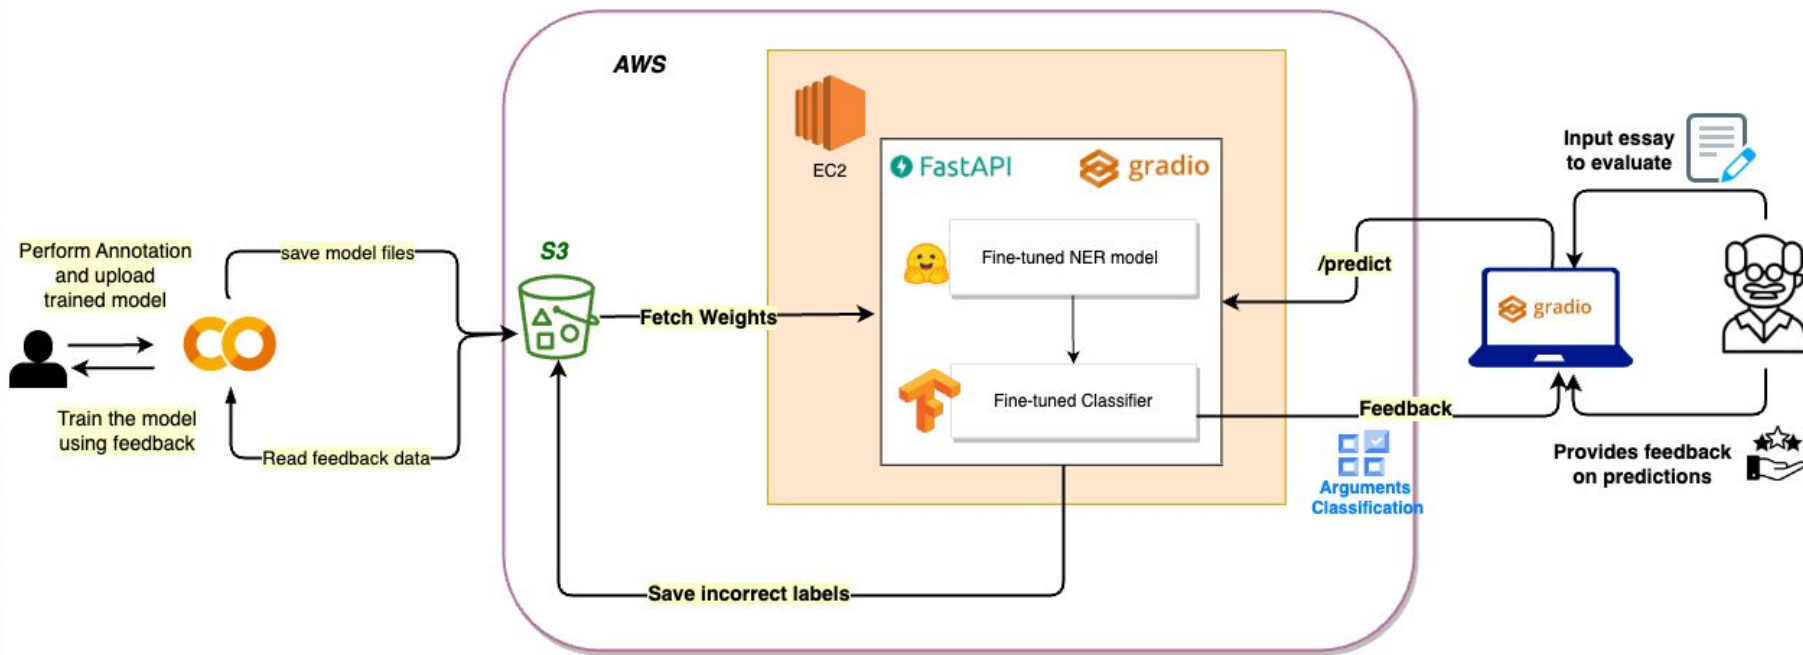 AWS
EC2
FastAPI
gradio
Fine-tuned NER model
Fine-tuned Classifier
S3
Fetch Weights
Save incorrect labels
Perform Annotation
and upload
trained model
save model files
Train the model
using feedback
Read feedback data
/predict
Feedback
Arguments
Classification
Input essay
to evaluate
gradio
Provides feedback
on predictions